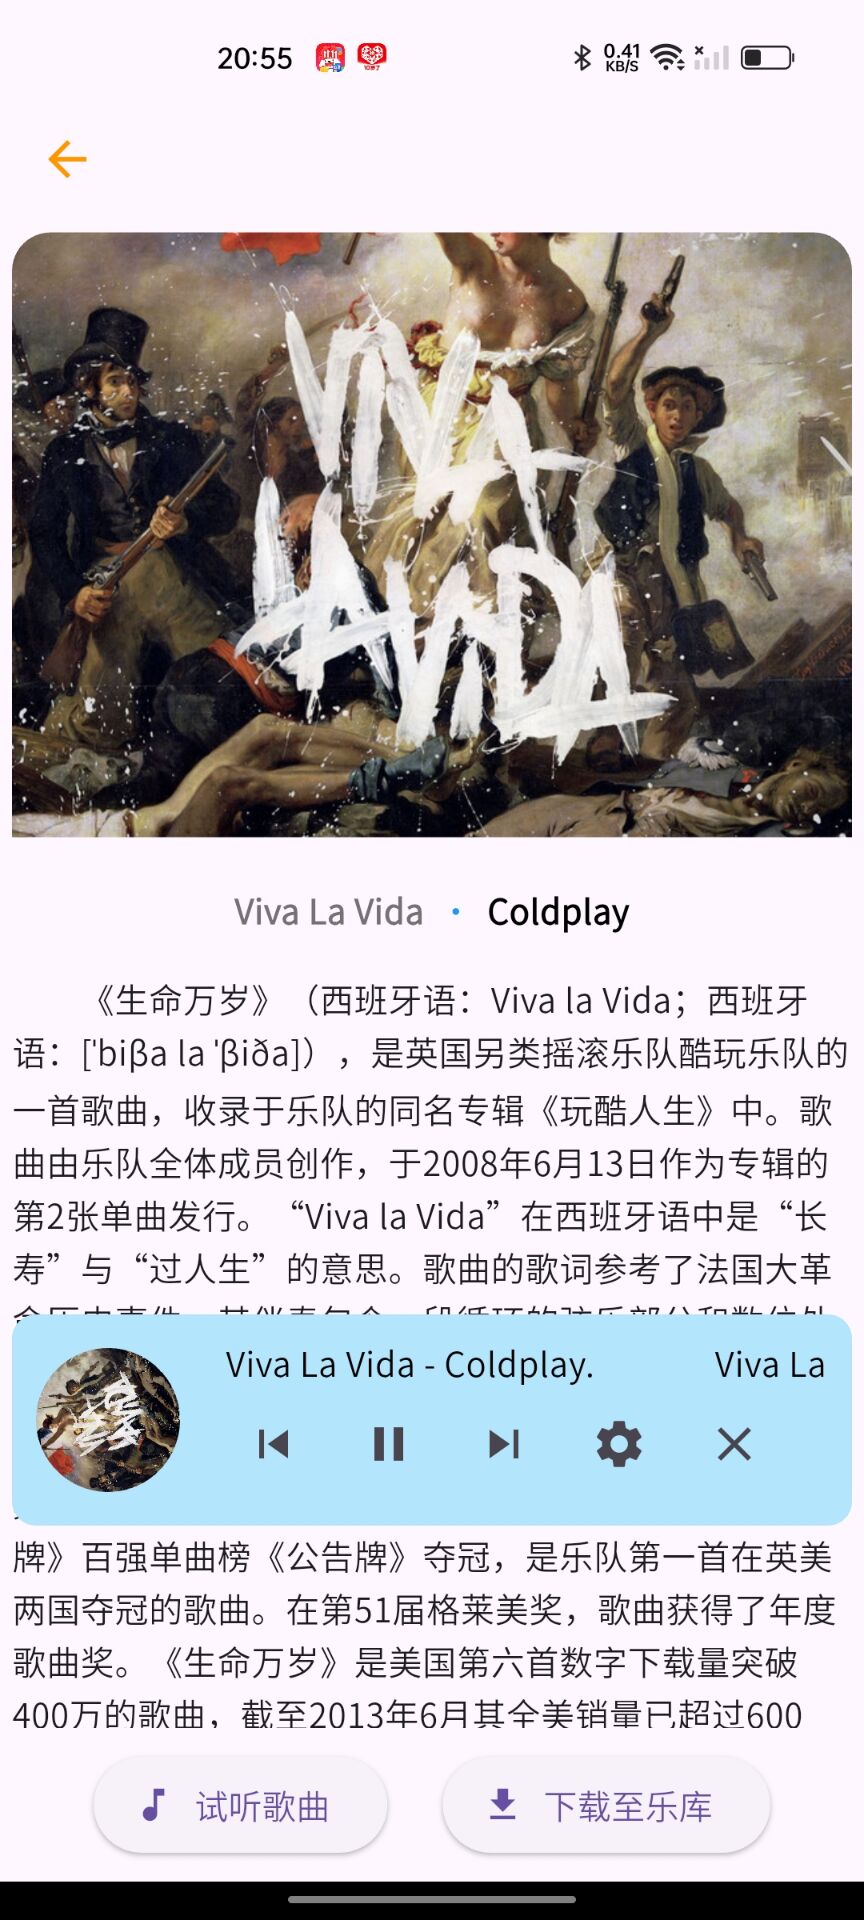 20:55
0.41
KB/S
VIVA
LA VIDA
Viva La Vida · Coldplay
《生命万岁》（西班牙语：Viva la Vida；西班牙
语：['biβa la 'βiða]），是英国另类摇滚乐队酷玩乐队的
一首歌曲，收录于乐队的同名专辑《玩酷人生》中。歌
曲由乐队全体成员创作，于2008年6月13日作为专辑的
第2张单曲发行。“Viva la Vida”在西班牙语中是“长
寿”与“过人生”的意思。歌曲的歌词参考了法国大革
Viva La Vida - Coldplay.
Viva La
牌》百强单曲榜《公告牌》夺冠，是乐队第一首在英美
两国夺冠的歌曲。在第51届格莱美奖，歌曲获得了年度
歌曲奖。《生命万岁》是美国第六首数字下载量突破
400万的歌曲，截至2013年6月其全美销量已超过600
试听歌曲
下载至乐库